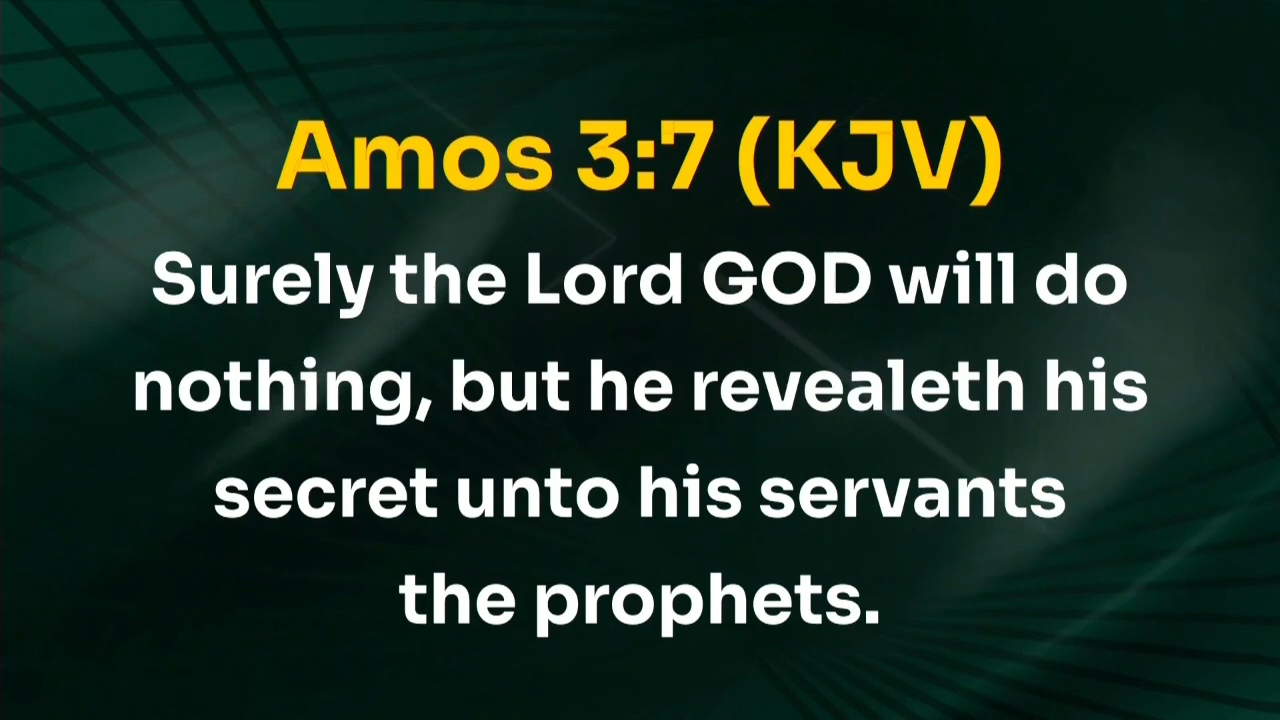 Amos 3:7 (KJV)
Surely the Lord GOD will do
nothing, but he revealeth his
secret unto his servants
the prophets.